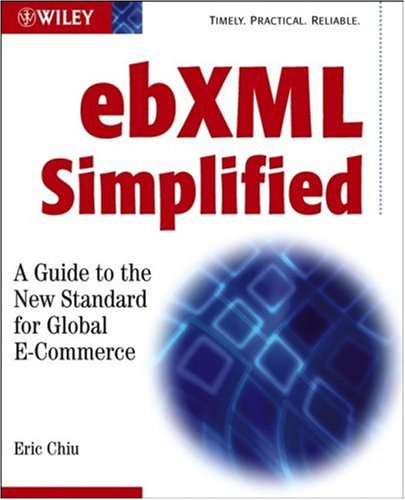 WILEY
TIMELY. PRACTICAL. RELIABLE.
ebXML
Simplified
A Guide to the
New Standard
for Global
E-Commerce
Eric Chiu